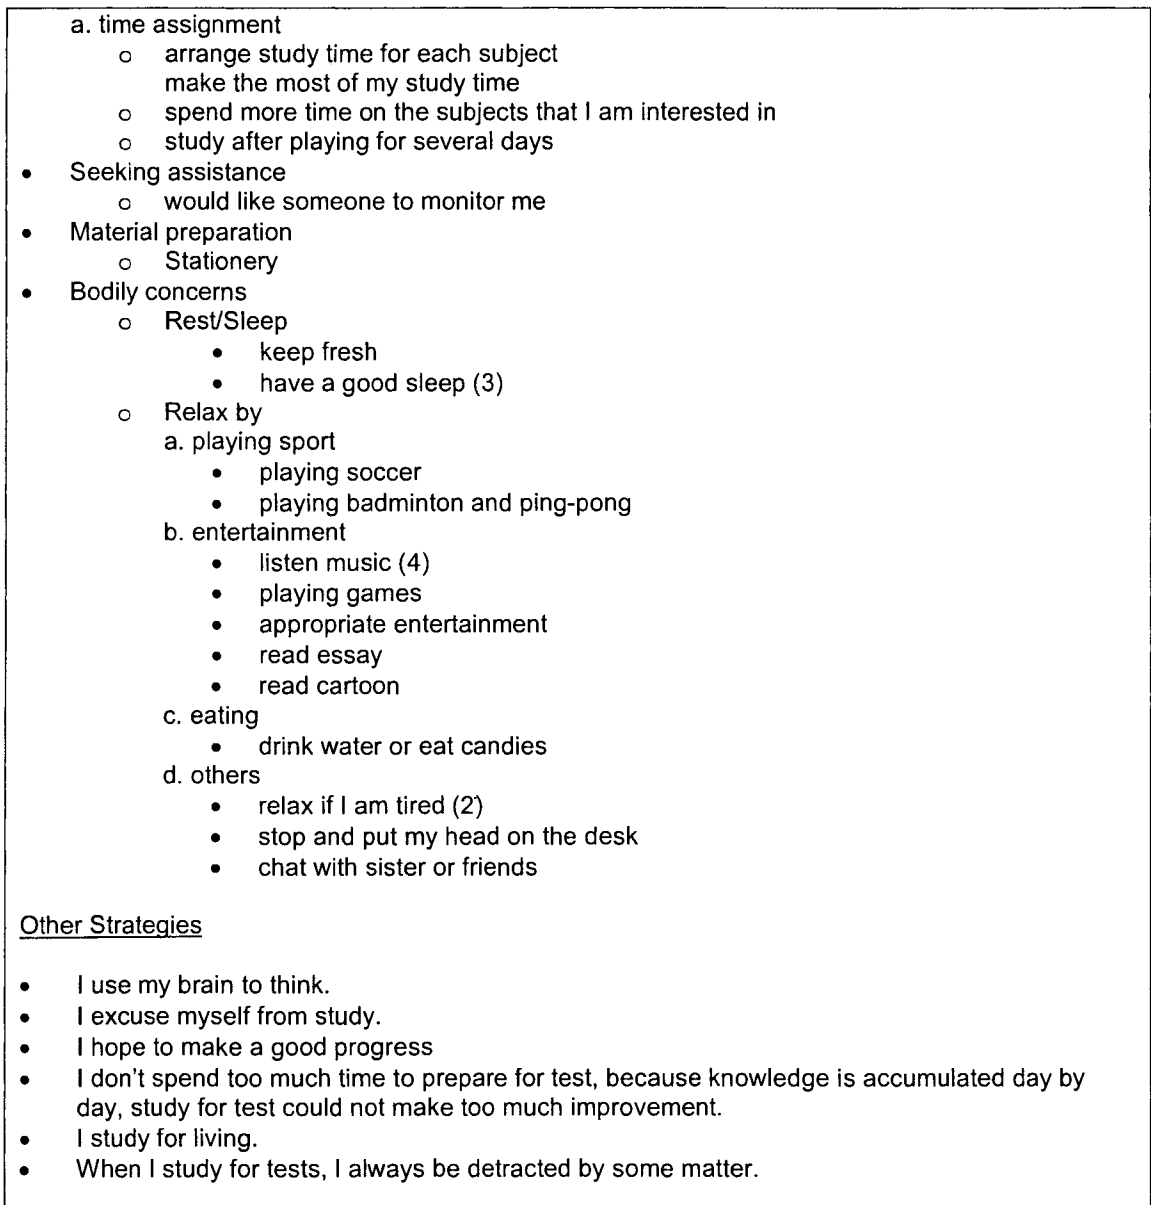 a. time assignment
o arrange study time for each subject
make the most of my study time
o spend more time on the subjects that I am interested in
o study after playing for several days
• Seeking assistance
o would like someone to monitor me
• Material preparation
o Stationery
• Bodily concerns
o Rest/Sleep
• keep fresh
• have a good sleep (3)
o Relax by
a. playing sport
• playing soccer
• playing badminton and ping-pong
b. entertainment
• listen music (4)
• playing games
• appropriate entertainment
• read essay
• read cartoon
c. eating
• drink water or eat candies
d. others
• relax if I am tired (2)
• stop and put my head on the desk
• chat with sister or friends
Other Strategies
• I use my brain to think.
• I excuse myself from study.
• I hope to make a good progress
• I don't spend too much time to prepare for test, because knowledge is accumulated day by
day, study for test could not make too much improvement.
• I study for living.
• When I study for tests, I always be detracted by some matter.